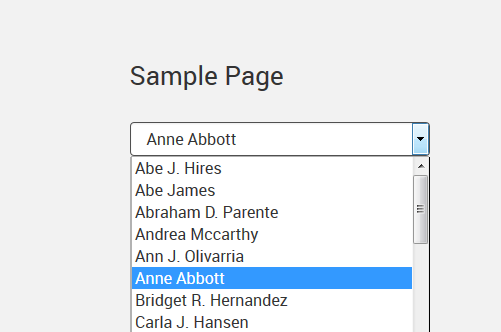 Sample Page
Anne Abbott
Abe J. Hires
Abe James
Abraham D. Parente
Andrea Mccarthy
Ann J. Olivarria
Anne Abbott
Bridget R. Hernandez
Carla J. Hansen